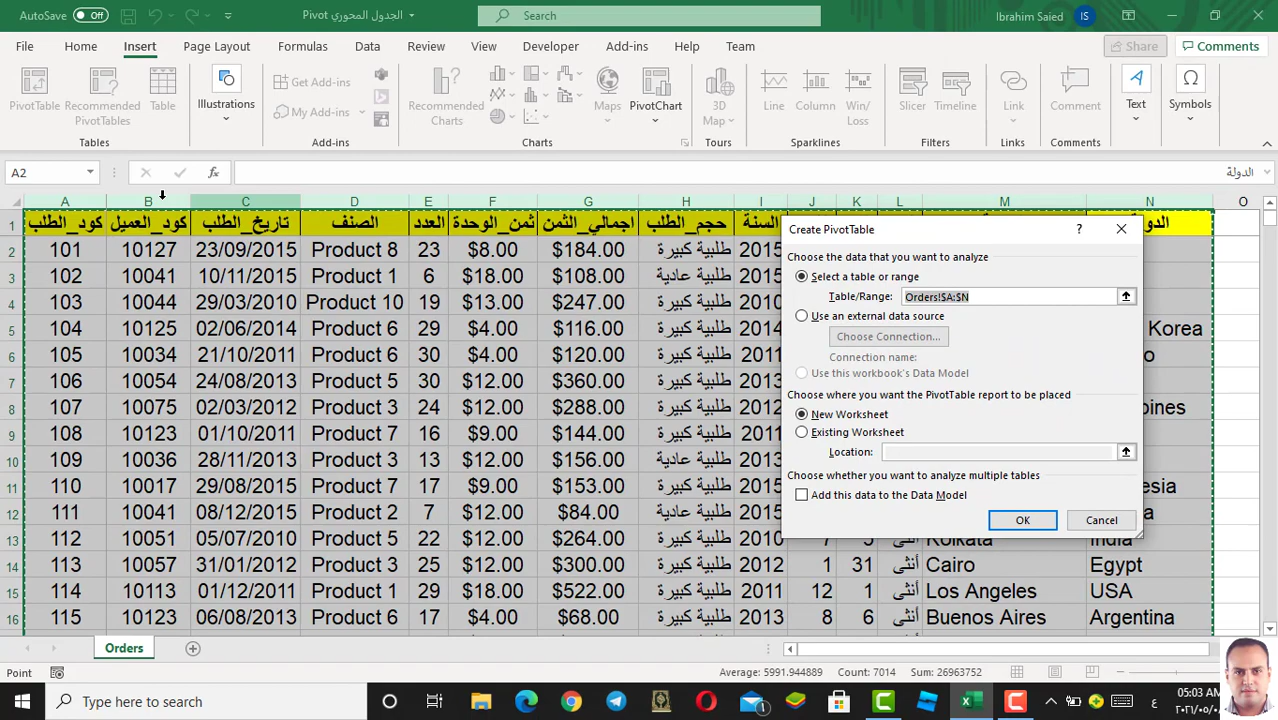 AutoSave Off
الجدول المحوري Pivot
Search
Ibrahim Saied IS
File Home Insert Page Layout Formulas Data Review View Developer Add-ins Help Team Share Comments
PivotTable Recommended PivotTables Table Illustrations Get Add-ins My Add-ins Recommended Charts Maps PivotChart 3D Map Line Column Win/Loss Slicer Timeline Link Comment Text Symbols
Tables Add-ins Charts Tours Sparklines Filters
A2 fx الدولة
A B C D E F G H I J K L M N O
1 كود_الطلب كود_العميل تاريخ_الطلب الصنف العدد ثمن_الوحدة اجمالي_الثمن حجم_الطلب السنة
2 101 10127 23/09/2015 Product 8 23 $8.00 $184.00 طلبية كبيرة 2015
3 102 10041 10/11/2015 Product 1 6 $18.00 $108.00 طلبية عادية 2015
4 103 10044 29/03/2010 Product 10 19 $13.00 $247.00 طلبية كبيرة 2010
5 104 10125 02/06/2014 Product 6 29 $4.00 $116.00 طلبية كبيرة 2014 Korea
6 105 10034 21/10/2011 Product 6 30 $4.00 $120.00 طلبية كبيرة 2011
7 106 10054 24/08/2013 Product 5 30 $12.00 $360.00 طلبية كبيرة 2013
8 107 10075 02/03/2012 Product 3 24 $12.00 $288.00 طلبية كبيرة 2012
9 108 10123 01/10/2011 Product 7 16 $9.00 $144.00 طلبية كبيرة 2011
10 109 10036 28/11/2013 Product 3 13 $12.00 $156.00 طلبية عادية 2013
11 110 10047 29/08/2015 Product 7 17 $9.00 $153.00 طلبية كبيرة 2015
12 111 10041 08/12/2015 Product 2 7 $12.00 $84.00 طلبية عادية 2015
13 112 10051 05/07/2010 Product 5 22 $12.00 $264.00 طلبية كبيرة 2010 7 5 أنثى Kolkata India
14 113 10057 31/01/2012 Product 3 25 $12.00 $300.00 طلبية كبيرة 2012 1 31 أنثى Cairo Egypt
15 114 10113 01/12/2011 Product 1 29 $18.00 $522.00 طلبية كبيرة 2011 12 1 أنثى Los Angeles USA
16 115 10123 06/08/2013 Product 6 17 $4.00 $68.00 طلبية كبيرة 2013 8 6 أنثى Buenos Aires Argentina
Create PivotTable ?
Choose the data that you want to analyze
Select a table or range
Table/Range: Orders!$A:$N
Use an external data source
Choose Connection...
Connection name:
Use this workbook's Data Model
Choose where you want the PivotTable report to be placed
New Worksheet
Existing Worksheet
Location:
Choose whether you want to analyze multiple tables
Add this data to the Data Model
OK Cancel
Orders
Point Average: 5991.944889 Count: 7014 Sum: 26963752
Type here to search
ع 05:03 AM